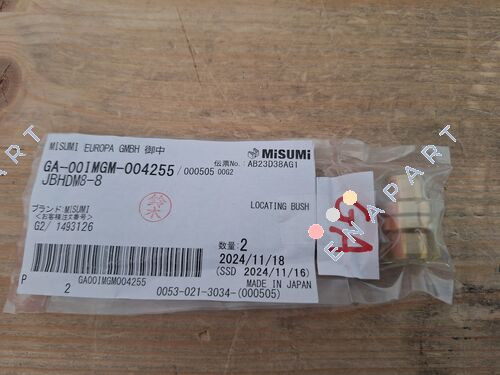 MISUMI EUROPA GMBH 御中
伝票No.:AB23D38AG1
MiSUMi
GA-00IMGM-004255/000505 00G2
JBHDM8-8
ブランド:MISUMI
<お客様注文番号>
G2/ 1493126
LOCATING BUSH
数量:2
2024/11/18
(SSD 2024/11/16)
MADE IN JAPAN
P
2
GA00IMGM004255
0053-021-3034-(000505)
ENAPART
ENAPART